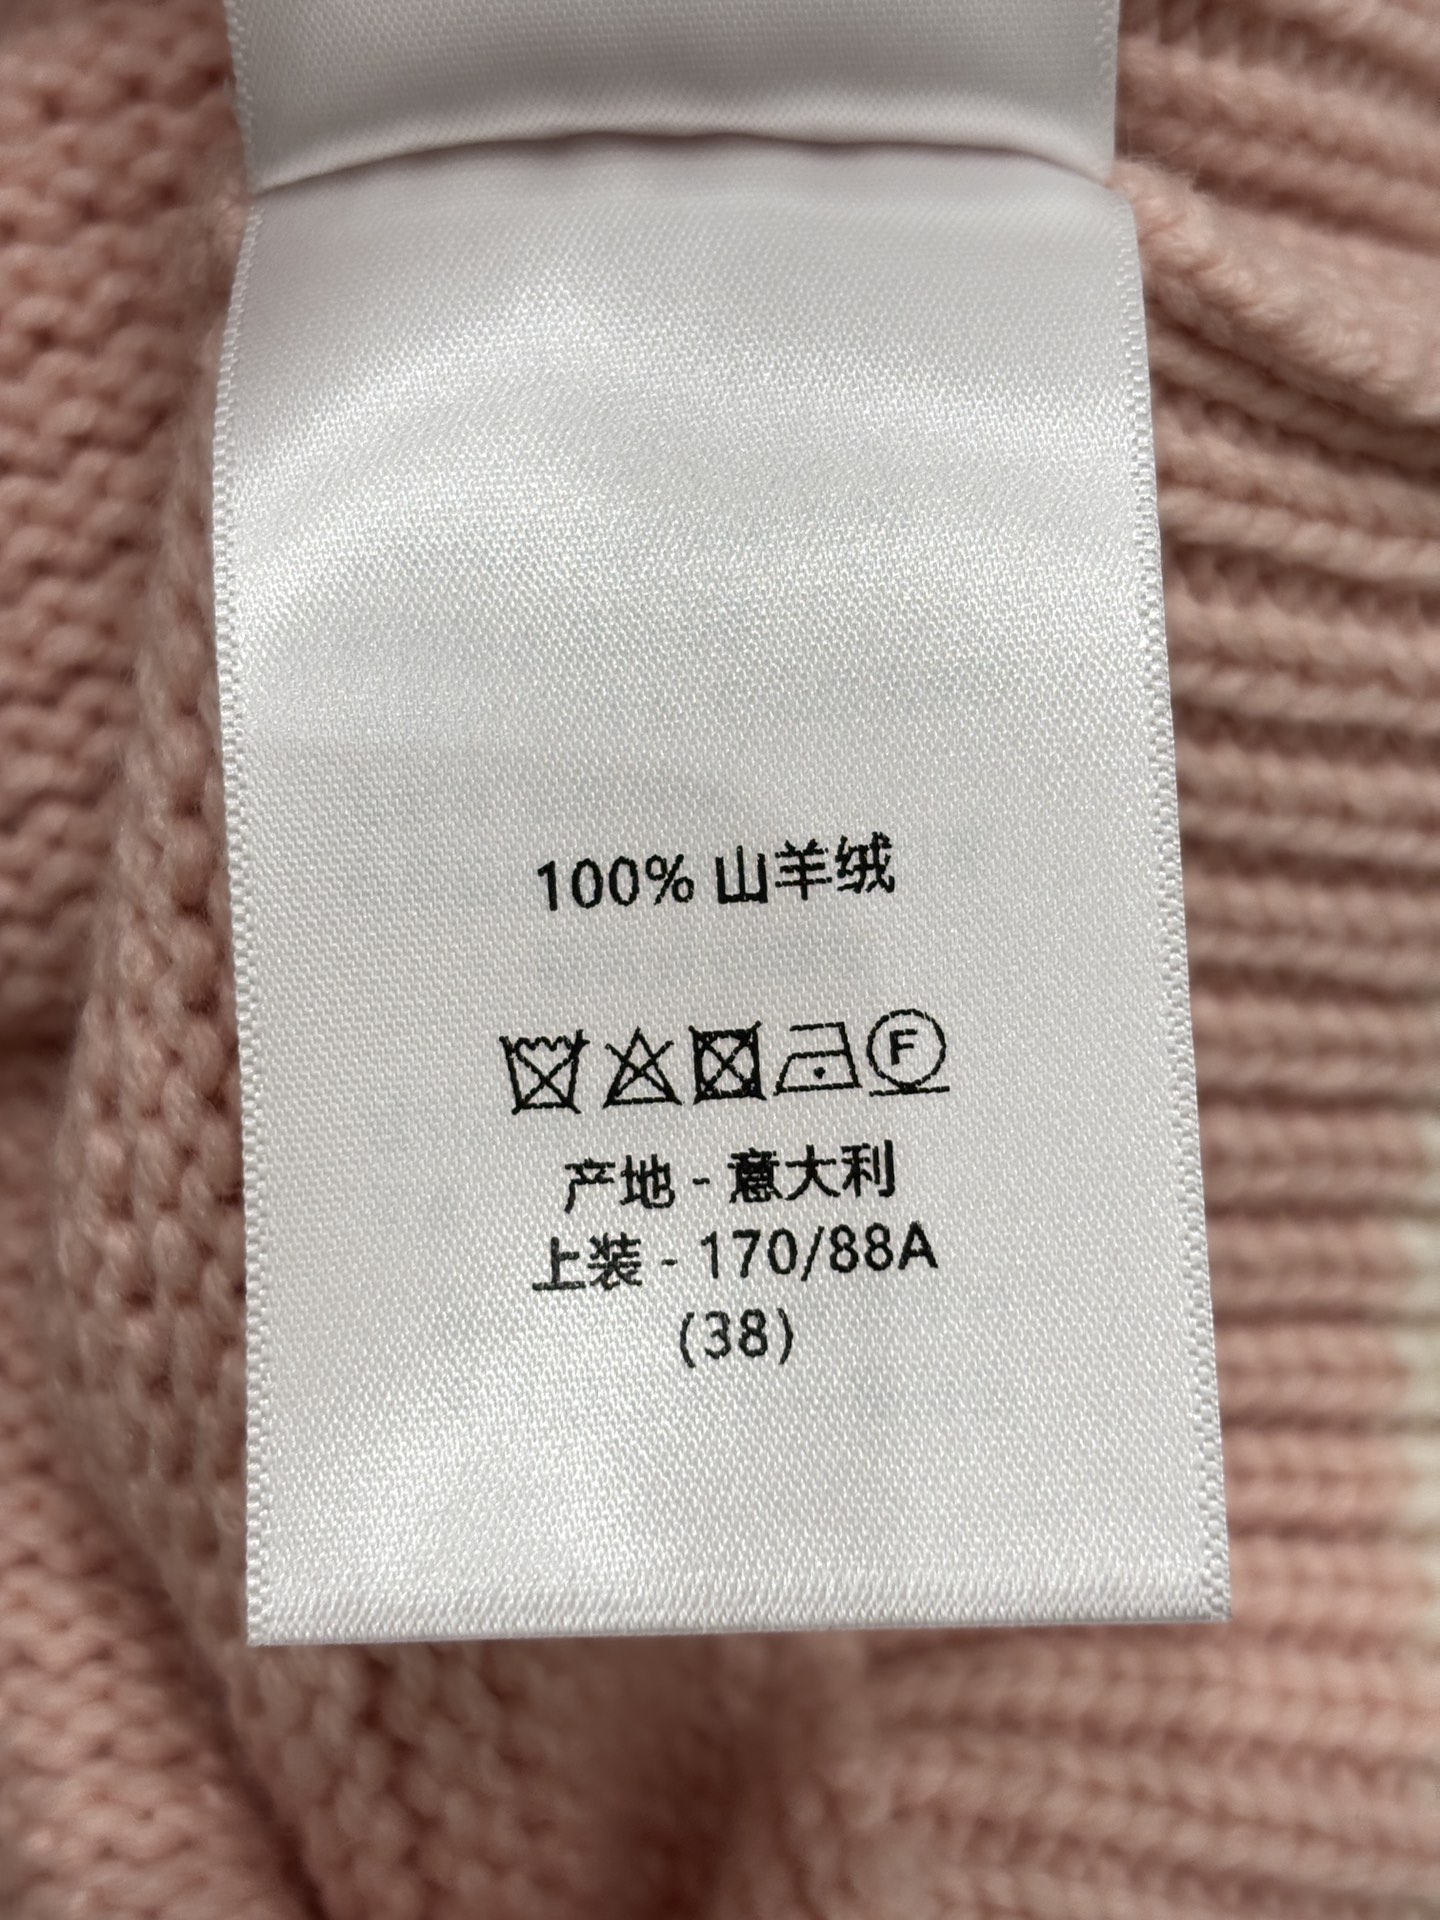 100% 山羊绒
F
产地 - 意大利
上装 - 170/88A
(38)